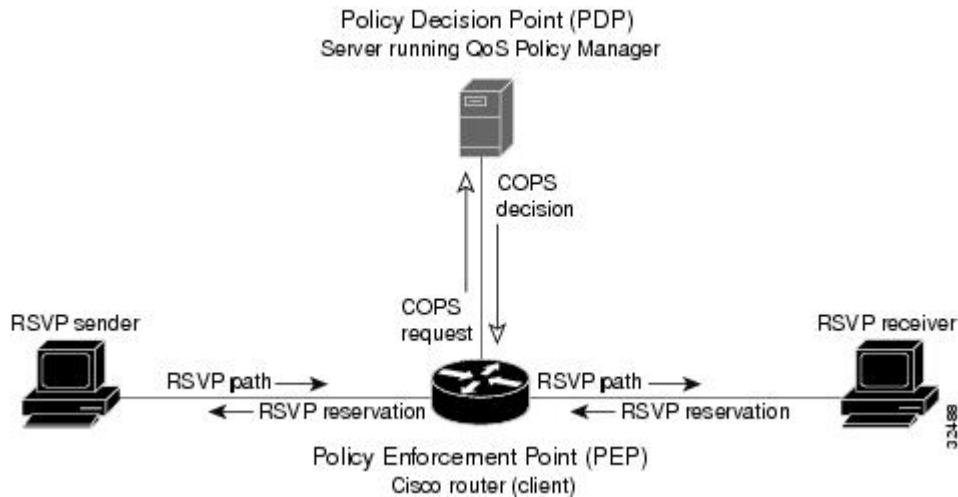 Policy Decision Point (PDP)
Server running QoS Policy Manager
COPS
decision
COPS
request
RSVP sender
RSVP receiver
RSVP path
RSVP path
RSVP reservation
RSVP reservation
32488
Policy Enforcement Point (PEP)
Cisco router (client)